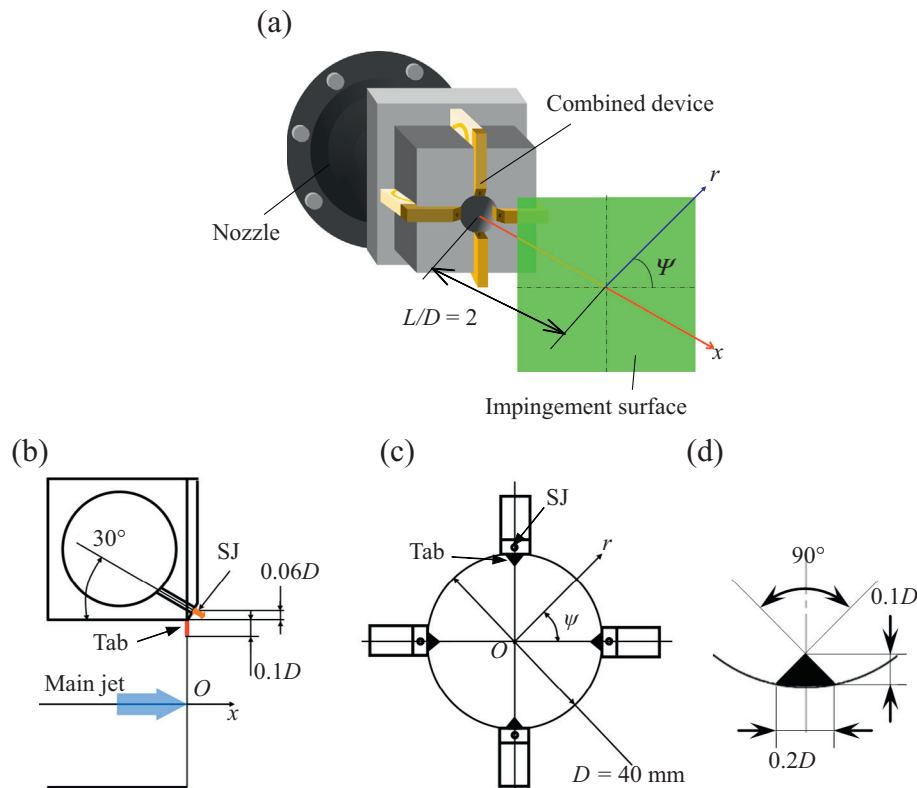 (a)
Combined device
r
Nozzle
Ψ
L/D = 2
x
Impingement surface
(b)
(c)
(d)
30°
SJ
0.06D
Tab
0.1D
Main jet
O
x
SJ
Tab
r
ψ
O
D = 40 mm
90°
0.1D
0.2D